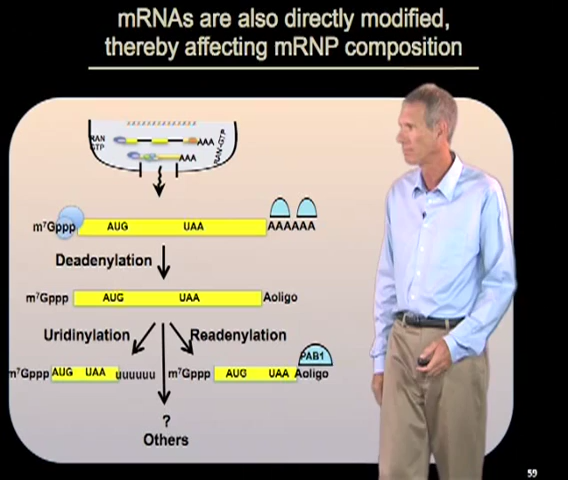 mRNAs are also directly modified,
thereby affecting mRNP composition
RAN
GTP
AAA
RAN-GTP
AAA
m⁷Gppp AUG UAA AAAAAA
Deadenylation
m⁷Gppp AUG UAA Aoligo
Uridinylation Readenylation
PAB1
m⁷Gppp AUG UAA uuuuuu m⁷Gppp AUG UAA Aoligo
?
Others
59